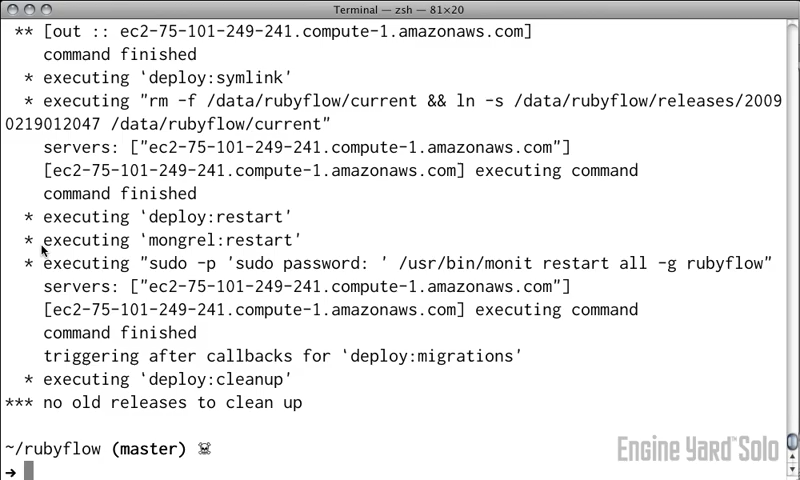 Terminal — zsh — 81×20
** [out :: ec2-75-101-249-241.compute-1.amazonaws.com]
command finished
* executing `deploy:symlink'
* executing "rm -f /data/rubyflow/current && ln -s /data/rubyflow/releases/2009
0219012047 /data/rubyflow/current"
servers: ["ec2-75-101-249-241.compute-1.amazonaws.com"]
[ec2-75-101-249-241.compute-1.amazonaws.com] executing command
command finished
* executing `deploy:restart'
* executing `mongrel:restart'
* executing "sudo -p 'sudo password: ' /usr/bin/monit restart all -g rubyflow"
servers: ["ec2-75-101-249-241.compute-1.amazonaws.com"]
[ec2-75-101-249-241.compute-1.amazonaws.com] executing command
command finished
triggering after callbacks for `deploy:migrations'
* executing `deploy:cleanup'
*** no old releases to clean up
~/rubyflow (master) ☠
Engine Yard™ Solo
→